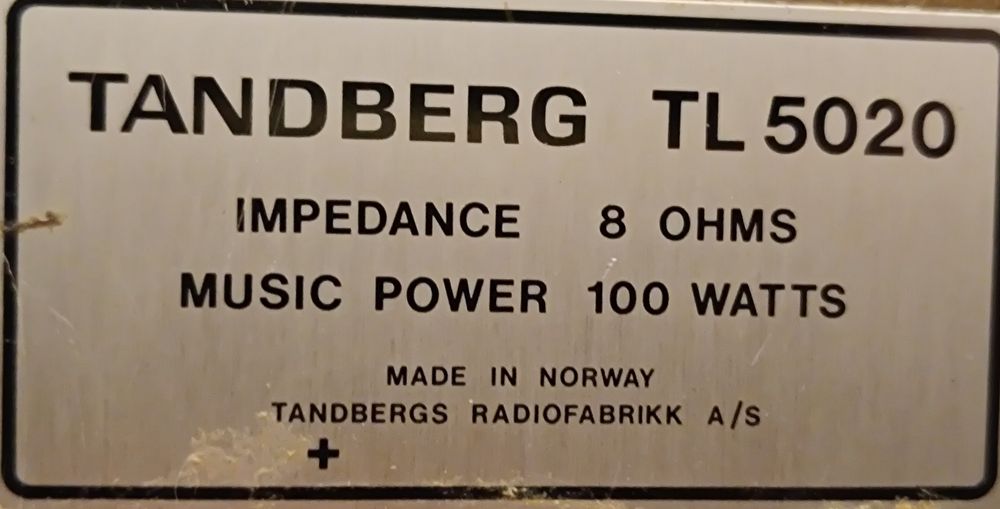 TANDBERG TL 5020
IMPEDANCE 8 OHMS
MUSIC POWER 100 WATTS
MADE IN NORWAY
TANDBERGS RADIOFABRIKK A/S
+